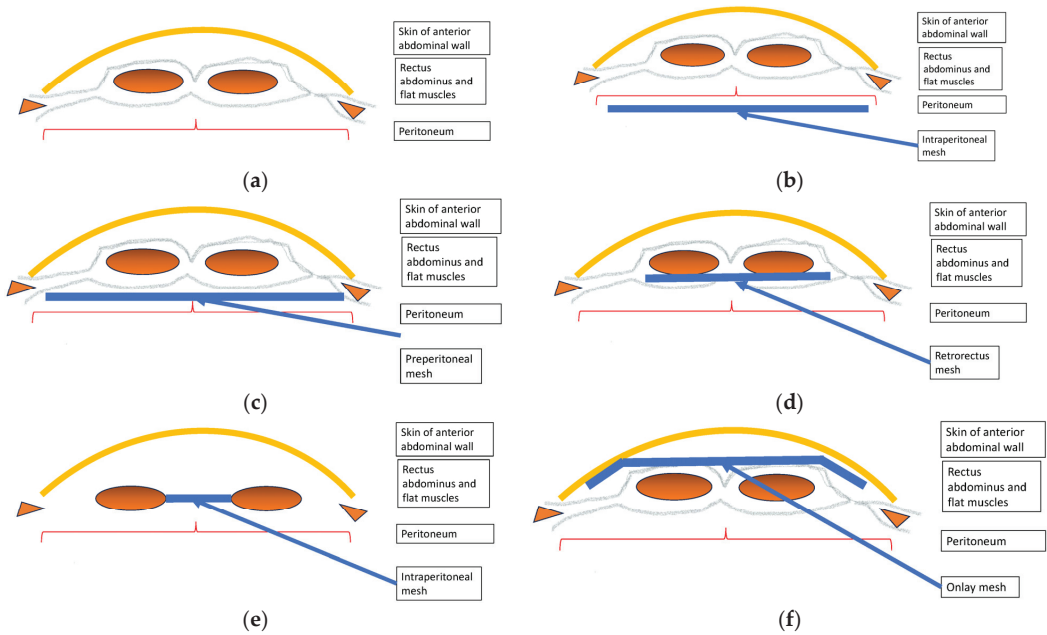 Skin of anterior
abdominal wall
Rectus
abdominus and
flat muscles
Peritoneum
(a)
Skin of anterior
abdominal wall
Rectus
abdominus and
flat muscles
Peritoneum
Intraperitoneal
mesh
(b)
Skin of anterior
abdominal wall
Rectus
abdominus and
flat muscles
Peritoneum
Preperitoneal
mesh
(c)
Skin of anterior
abdominal wall
Rectus
abdominus and
flat muscles
Peritoneum
Retrorectus
mesh
(d)
Skin of anterior
abdominal wall
Rectus
abdominus and
flat muscles
Peritoneum
Intraperitoneal
mesh
(e)
Skin of anterior
abdominal wall
Rectus
abdominus and
flat muscles
Peritoneum
Onlay mesh
(f)